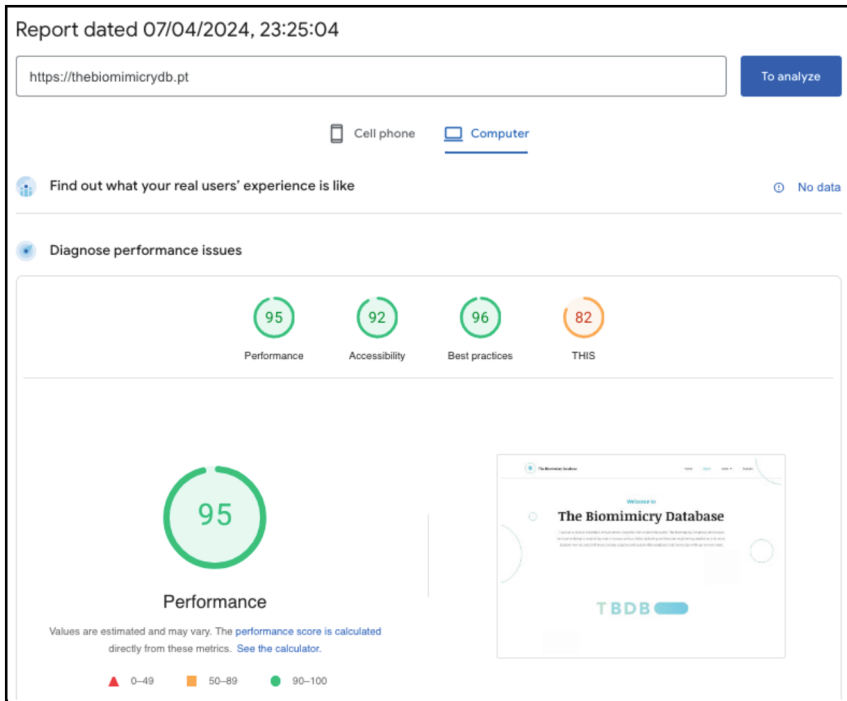 Report dated 07/04/2024, 23:25:04
https://thebiomimicrydb.pt
To analyze
Cell phone
Computer
Find out what your real users' experience is like
No data
Diagnose performance issues
95
92
96
82
Performance
Accessibility
Best practices
THIS
95
Performance
Values are estimated and may vary. The performance score is calculated
directly from these metrics. See the calculator.
0–49
50–89
90–100
The Biomimicry Database
Welcome to
The Biomimicry Database
TBDB